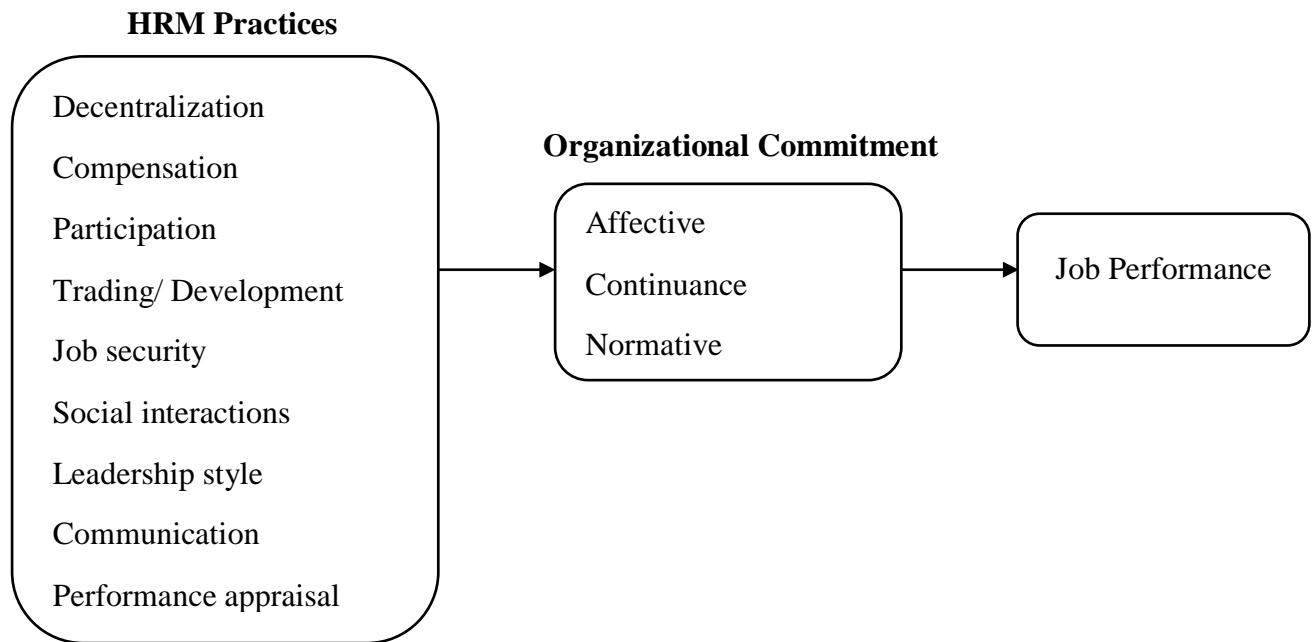 HRM Practices
Decentralization
Compensation
Participation
Trading/ Development
Job security
Social interactions
Leadership style
Communication
Performance appraisal
Organizational Commitment
Affective
Continuance
Normative
Job Performance